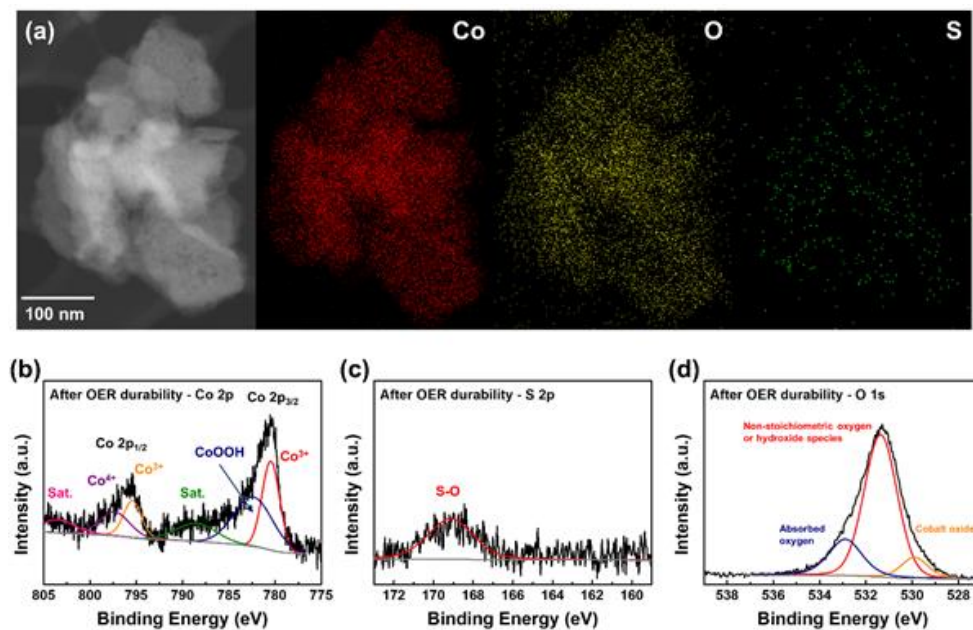 (a)
Co
O
S
100 nm
(b)
After OER durability - Co 2p
Co 2p3/2
Co 2p1/2
CoOOH
Co3+
Co4+
Co3+
Sat.
Sat.
Intensity (a.u.)
805 800 795 790 785 780 775
Binding Energy (eV)
(c)
After OER durability - S 2p
S-O
Intensity (a.u.)
172 170 168 166 164 162 160
Binding Energy (eV)
(d)
After OER durability - O 1s
Non-stoichiometric oxygen
or hydroxide species
Absorbed
oxygen
Cobalt oxide
Intensity (a.u.)
538 536 534 532 530 528
Binding Energy (eV)